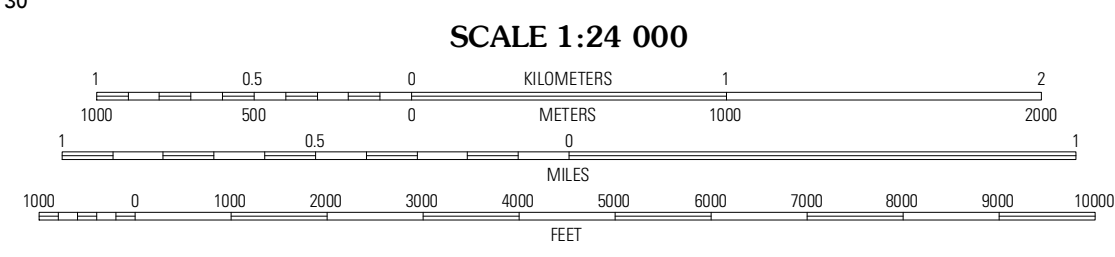 30
SCALE 1:24 000
1 0.5 0 KILOMETERS 1 2
1000 500 0 METERS 1000 2000
1 0.5 0 1
MILES
1000 0 1000 2000 3000 4000 5000 6000 7000 8000 9000 10000
FEET